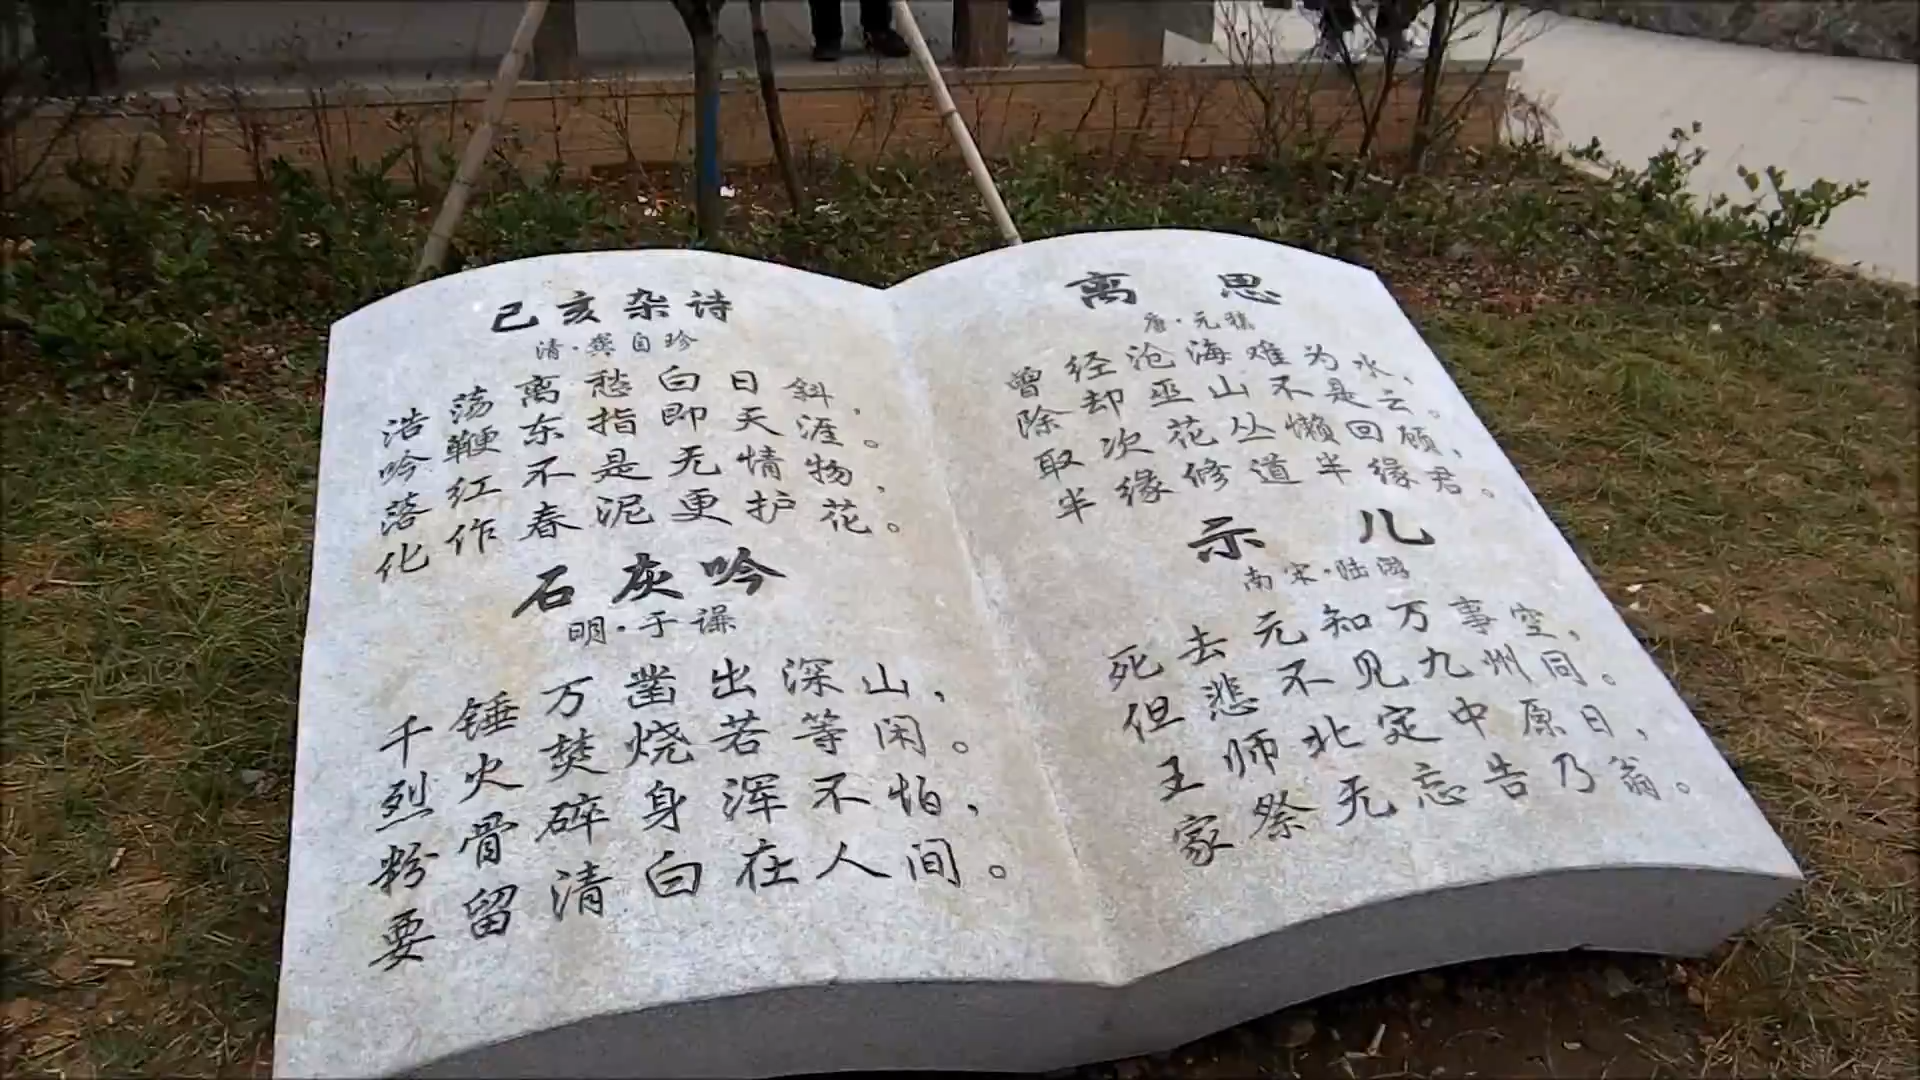 己亥杂诗
清·龚自珍
浩荡离愁白日斜，
吟鞭东指即天涯。
落红不是无情物，
化作春泥更护花。
石灰吟
明·于谦
千锤万凿出深山，
烈火焚烧若等闲。
粉骨碎身浑不怕，
要留清白在人间。
离思
唐·元稹
曾经沧海难为水，
除却巫山不是云。
取次花丛懒回顾，
半缘修道半缘君。
示儿
南宋·陆游
死去元知万事空，
但悲不见九州同。
王师北定中原日，
家祭无忘告乃翁。